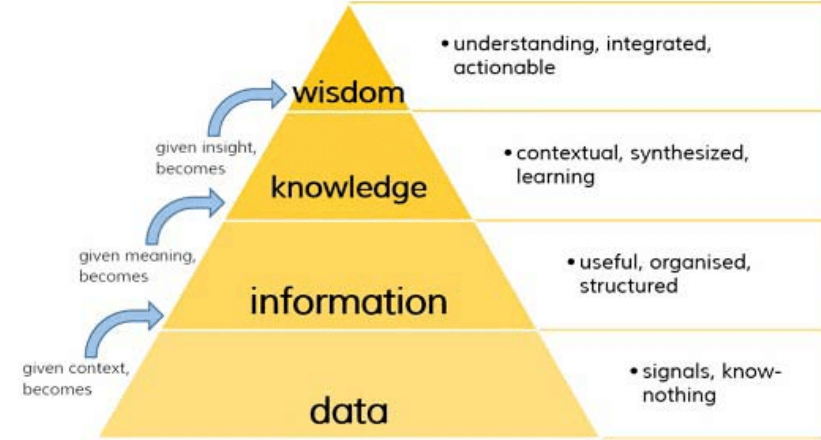 • understanding, integrated,
actionable
wisdom
given insight,
becomes
• contextual, synthesized,
learning
knowledge
given meaning,
becomes
• useful, organised,
structured
information
given context,
becomes
• signals, know-
nothing
data